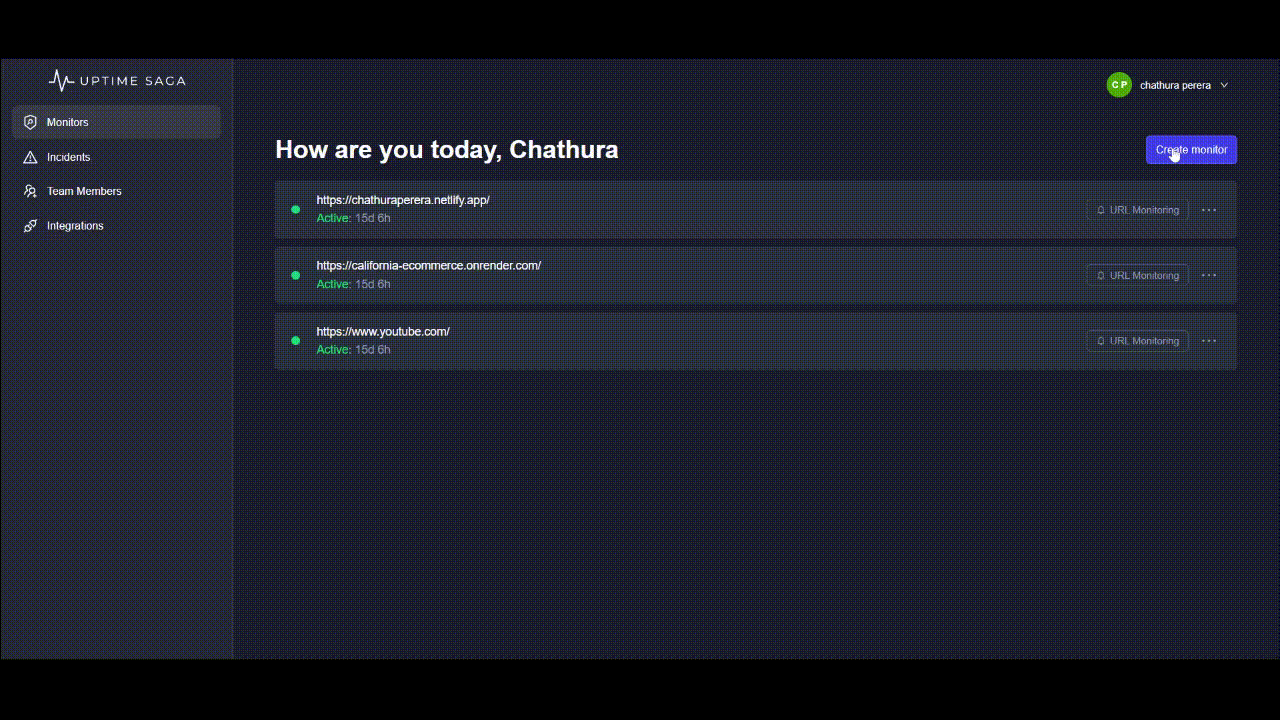 UPTIME SAGA
Monitors
Incidents
Team Members
Integrations
C P chathura perera
How are you today, Chathura
Create monitor
https://chathuraperera.netlify.app/
Active: 15d 6h
URL Monitoring
https://california-ecommerce.onrender.com/
Active: 15d 6h
URL Monitoring
https://www.youtube.com/
Active: 15d 6h
URL Monitoring